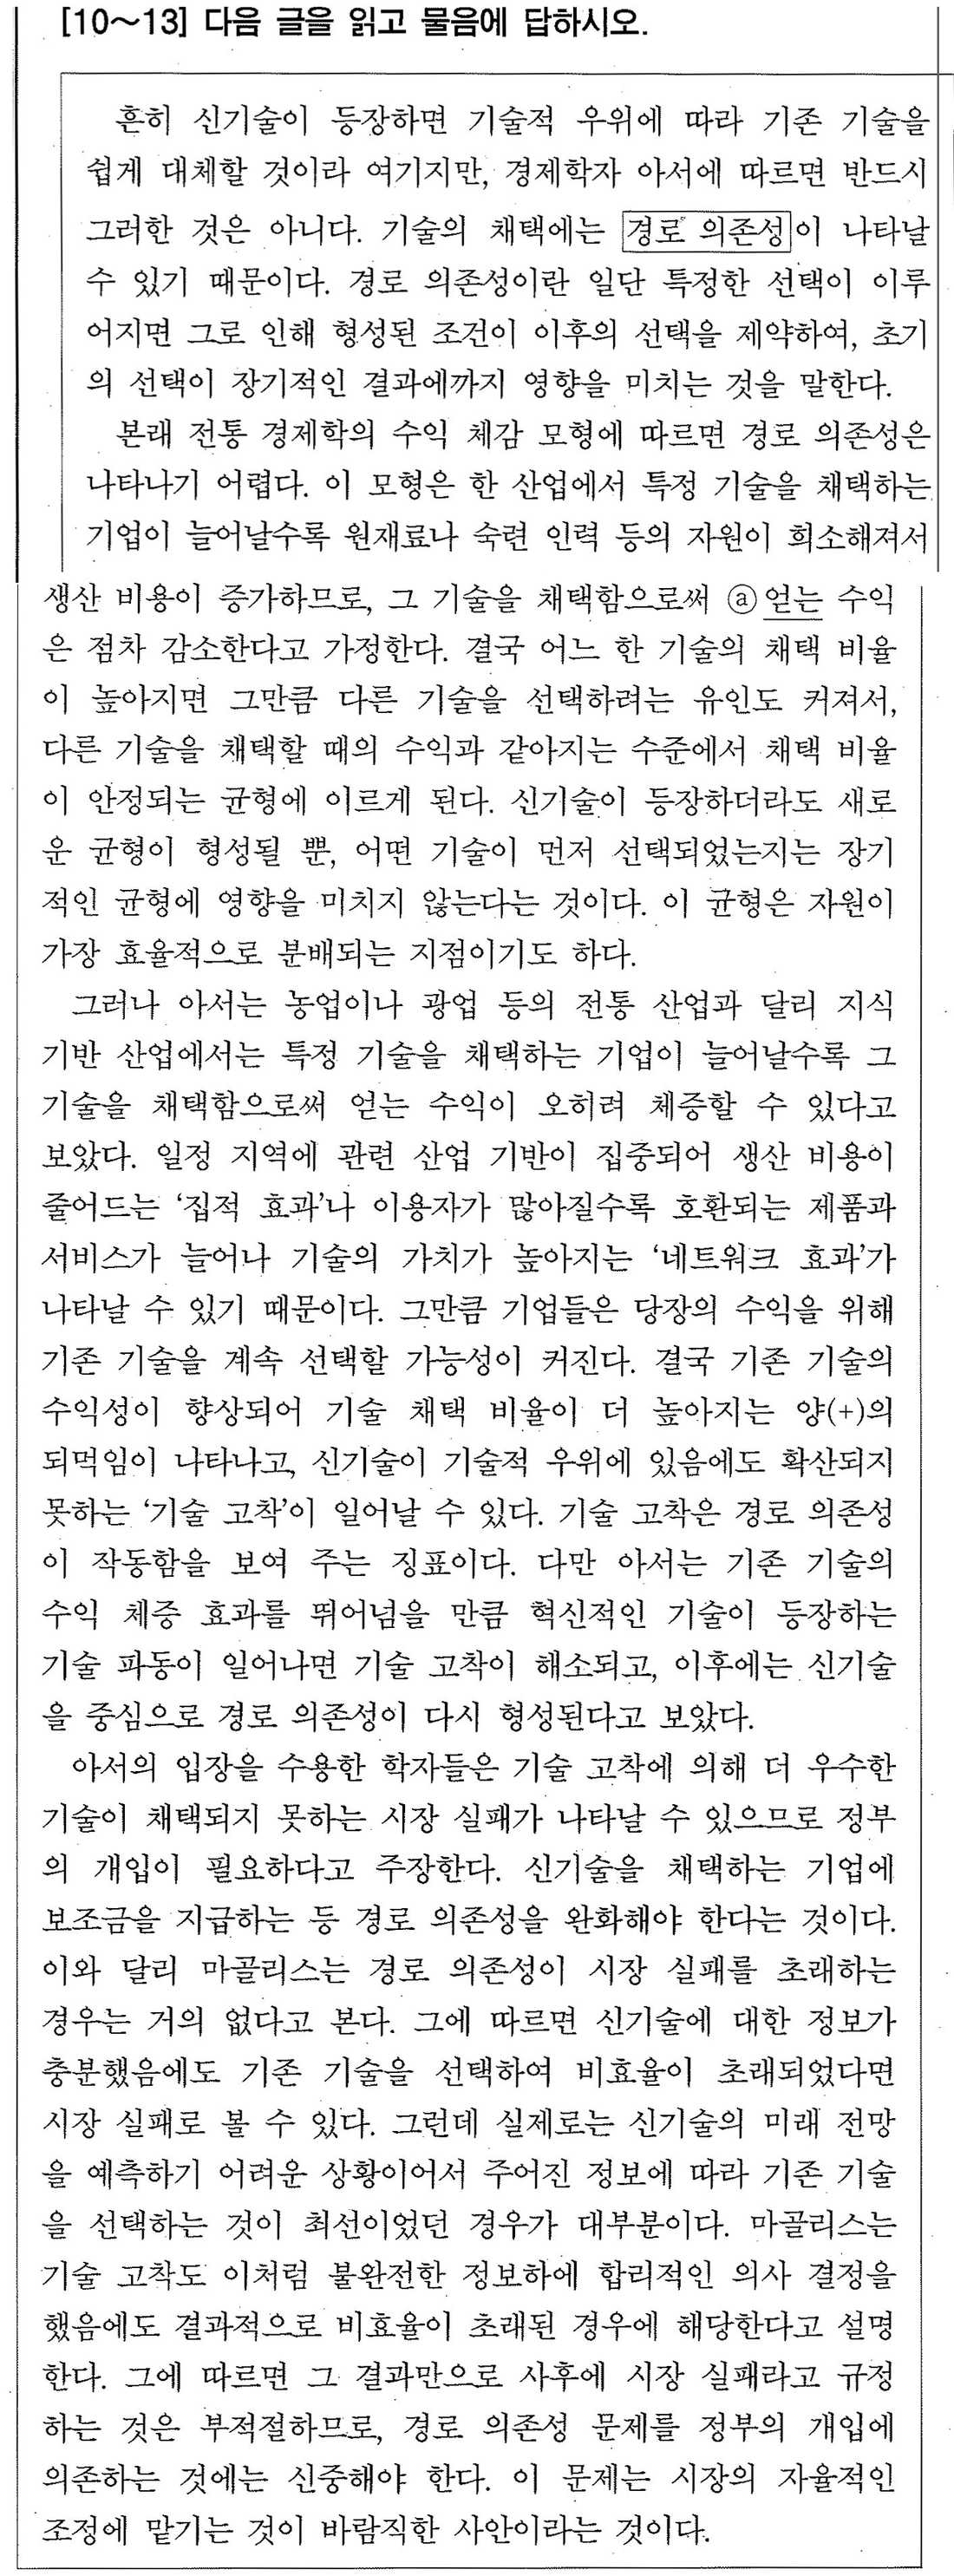 [10～13] 다음 글을 읽고 물음에 답하시오.
흔히 신기술이 등장하면 기술적 우위에 따라 기존 기술을
쉽게 대체할 것이라 여기지만, 경제학자 아서에 따르면 반드시
그러한 것은 아니다. 기술의 채택에는 경로 의존성이 나타날
수 있기 때문이다. 경로 의존성이란 일단 특정한 선택이 이루
어지면 그로 인해 형성된 조건이 이후의 선택을 제약하여, 초기
의 선택이 장기적인 결과에까지 영향을 미치는 것을 말한다.
본래 전통 경제학의 수익 체감 모형에 따르면 경로 의존성은
나타나기 어렵다. 이 모형은 한 산업에서 특정 기술을 채택하는
기업이 늘어날수록 원재료나 숙련 인력 등의 자원이 희소해져서
생산 비용이 증가하므로, 그 기술을 채택함으로써 ⓐ얻는 수익
은 점차 감소한다고 가정한다. 결국 어느 한 기술의 채택 비율
이 높아지면 그만큼 다른 기술을 선택하려는 유인도 커져서,
다른 기술을 채택할 때의 수익과 같아지는 수준에서 채택 비율
이 안정되는 균형에 이르게 된다. 신기술이 등장하더라도 새로
운 균형이 형성될 뿐, 어떤 기술이 먼저 선택되었는지는 장기
적인 균형에 영향을 미치지 않는다는 것이다. 이 균형은 자원이
가장 효율적으로 분배되는 지점이기도 하다.
그러나 아서는 농업이나 광업 등의 전통 산업과 달리 지식
기반 산업에서는 특정 기술을 채택하는 기업이 늘어날수록 그
기술을 채택함으로써 얻는 수익이 오히려 체증할 수 있다고
보았다. 일정 지역에 관련 산업 기반이 집중되어 생산 비용이
줄어드는 ‘집적 효과’나 이용자가 많아질수록 호환되는 제품과
서비스가 늘어나 기술의 가치가 높아지는 ‘네트워크 효과’가
나타날 수 있기 때문이다. 그만큼 기업들은 당장의 수익을 위해
기존 기술을 계속 선택할 가능성이 커진다. 결국 기존 기술의
수익성이 향상되어 기술 채택 비율이 더 높아지는 양(+)의
되먹임이 나타나고, 신기술이 기술적 우위에 있음에도 확산되지
못하는 ‘기술 고착’이 일어날 수 있다. 기술 고착은 경로 의존성
이 작동함을 보여 주는 징표이다. 다만 아서는 기존 기술의
수익 체증 효과를 뛰어넘을 만큼 혁신적인 기술이 등장하는
기술 파동이 일어나면 기술 고착이 해소되고, 이후에는 신기술
을 중심으로 경로 의존성이 다시 형성된다고 보았다.
아서의 입장을 수용한 학자들은 기술 고착에 의해 더 우수한
기술이 채택되지 못하는 시장 실패가 나타날 수 있으므로 정부
의 개입이 필요하다고 주장한다. 신기술을 채택하는 기업에
보조금을 지급하는 등 경로 의존성을 완화해야 한다는 것이다.
이와 달리 마골리스는 경로 의존성이 시장 실패를 초래하는
경우는 거의 없다고 본다. 그에 따르면 신기술에 대한 정보가
충분했음에도 기존 기술을 선택하여 비효율이 초래되었다면
시장 실패로 볼 수 있다. 그런데 실제로는 신기술의 미래 전망
을 예측하기 어려운 상황이어서 주어진 정보에 따라 기존 기술
을 선택하는 것이 최선이었던 경우가 대부분이다. 마골리스는
기술 고착도 이처럼 불완전한 정보하에 합리적인 의사 결정을
했음에도 결과적으로 비효율이 초래된 경우에 해당한다고 설명
한다. 그에 따르면 그 결과만으로 사후에 시장 실패라고 규정
하는 것은 부적절하므로, 경로 의존성 문제를 정부의 개입에
의존하는 것에는 신중해야 한다. 이 문제는 시장의 자율적인
조정에 맡기는 것이 바람직한 사안이라는 것이다.